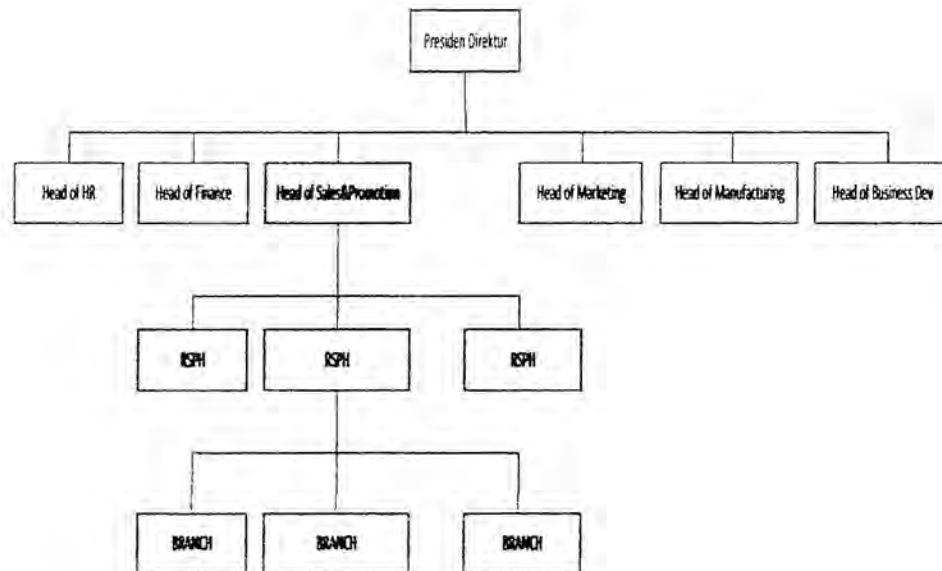 Presiden Direktur
Head of HR
Head of Finance
Head of Sales&Promotion
Head of Marketing
Head of Manufacturing
Head of Business Dev
RSPH
RSPH
RSPH
BRANCH
BRANCH
BRANCH